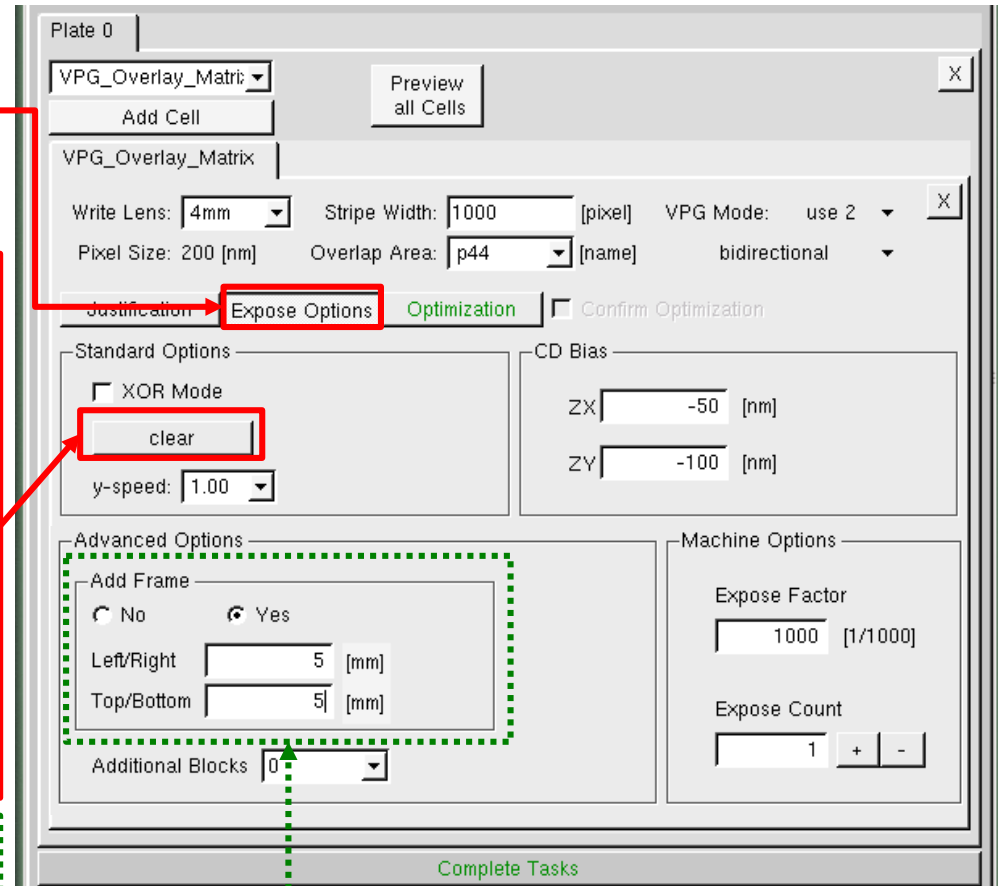 Plate 0
VPG_Overlay_Matri
Preview
all Cells
X
Add Cell
VPG_Overlay_Matrix
Write Lens: 4mm Stripe Width: 1000 [pixel] VPG Mode: use 2 X
Pixel Size: 200 [nm] Overlap Area: p44 [name] bidirectional
Justification Expose Options Optimization Confirm Optimization
Standard Options
XOR Mode
clear
y-speed: 1.00
CD Bias
ZX -50 [nm]
ZY -100 [nm]
Advanced Options
Add Frame
No Yes
Left/Right 5 [mm]
Top/Bottom 5 [mm]
Additional Blocks 0
Machine Options
Expose Factor
1000 [1/1000]
Expose Count
1 + -
Complete Tasks